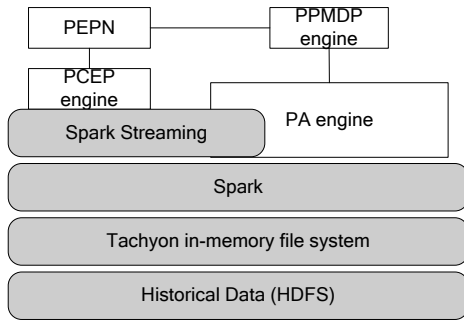 PEPN
PPMDP
engine
PCEP
engine
PA engine
Spark Streaming
Spark
Tachyon in-memory file system
Historical Data (HDFS)